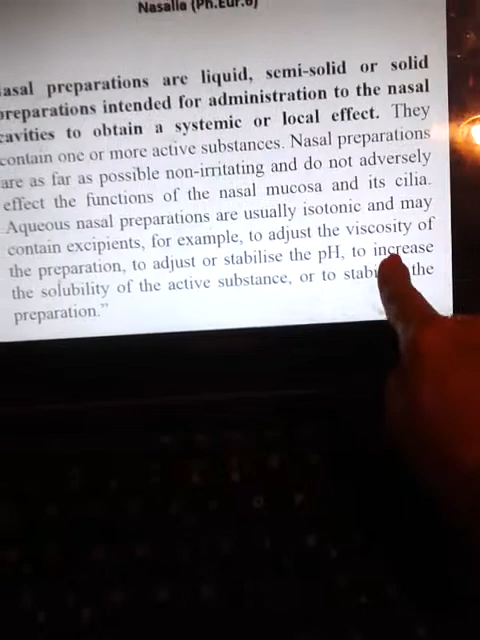 Nasalia (Ph.Eur.6)
asal preparations are liquid, semi-solid or solid
preparations intended for administration to the nasal
cavities to obtain a systemic or local effect. They
contain one or more active substances. Nasal preparations
are as far as possible non-irritating and do not adversely
effect the functions of the nasal mucosa and its cilia.
Aqueous nasal preparations are usually isotonic and may
contain excipients, for example, to adjust the viscosity of
the preparation, to adjust or stabilise the pH, to increase
the solubility of the active substance, or to stabi the
preparation.”